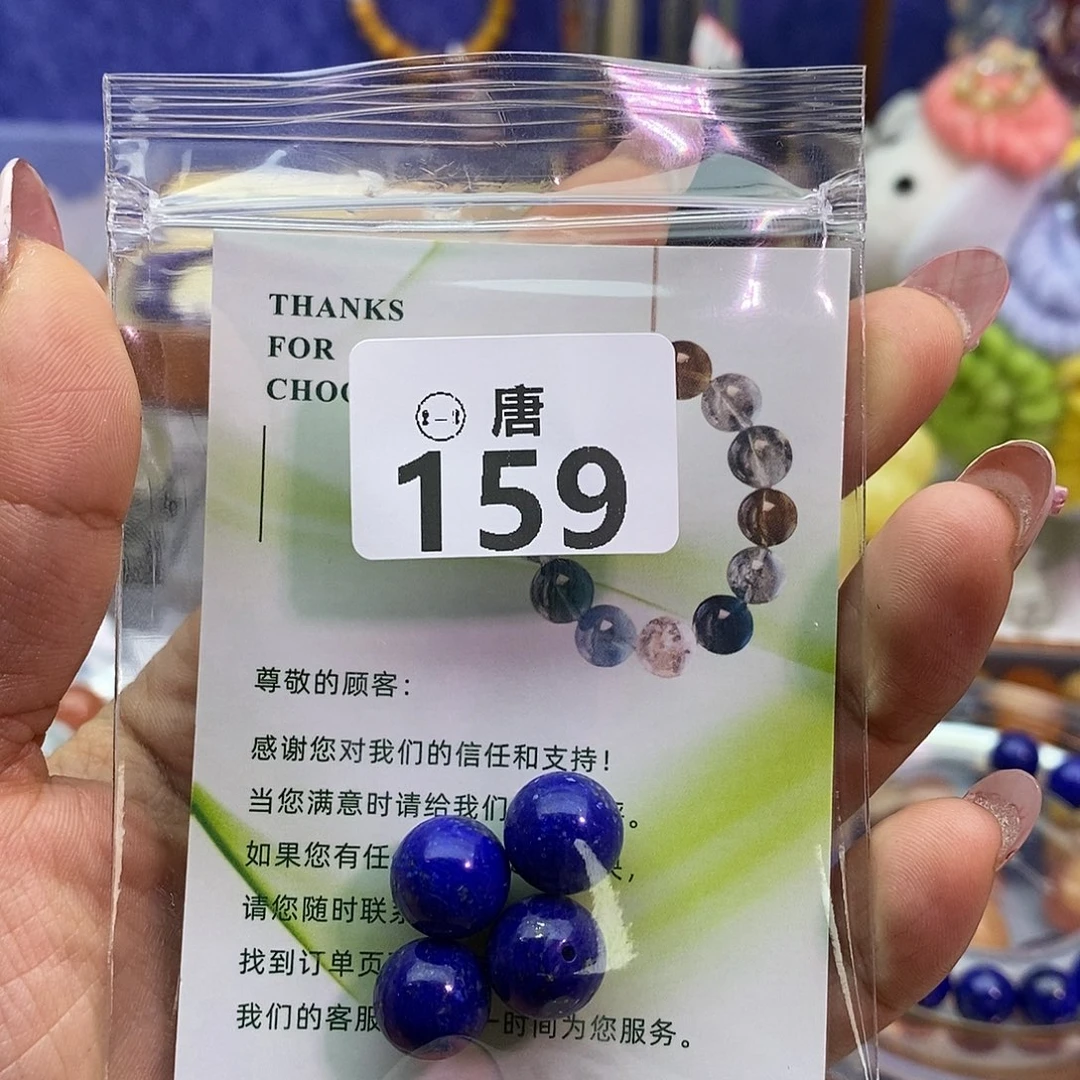 THANKS
FOR
唐
159
尊敬的顾客：
感谢您对我们的信任和支持！
当您满意时请给我们
。
如果您有任
，
请您随时联系
找到订单页
我们的客服
一时间为您服务。